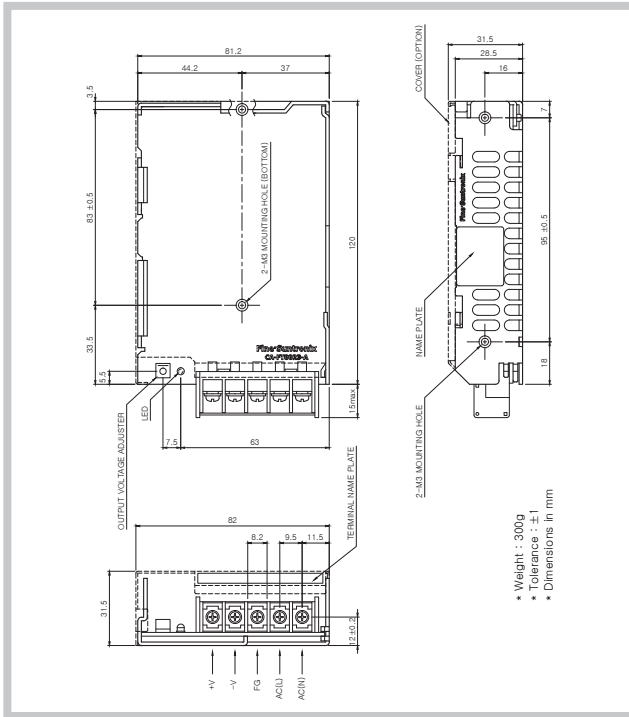 81.2
44.2
37
3.5
83 ±0.5
33.5
5.5
120
2-M3 MOUNTING HOLE (BOTTOM)
Fine Suntronix
15max
OUTPUT VOLTAGE ADJUSTER
LED
7.5
63
COVER (OPTION)
31.5
28.5
16
7
95 ±0.5
18
Fine Suntronix
NAME PLATE
2-M3 MOUNTING HOLE
82
8.2
9.5
11.5
TERMINAL NAME PLATE
31.5
12±0.2
+V
-V
FG
AC(L)
AC(N)
* Weight : 300g
* Tolerance : ±1
* Dimensions in mm